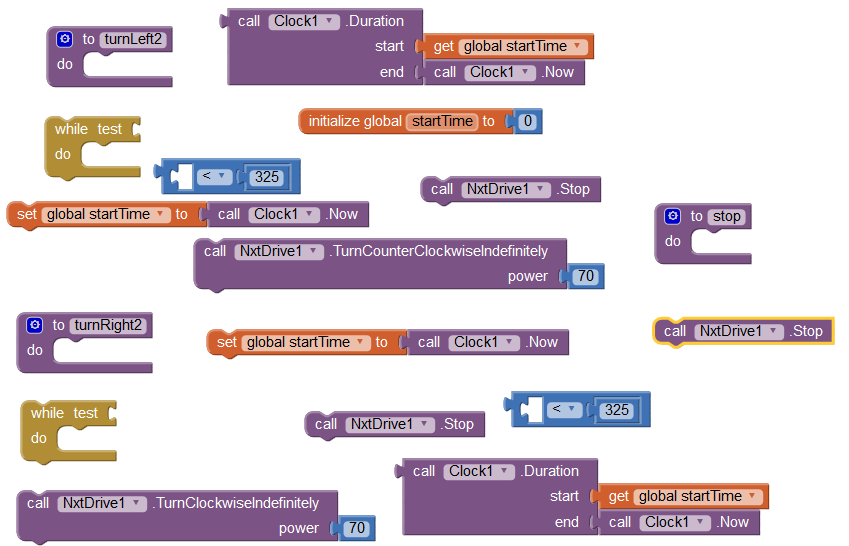 to turnLeft2
do
call Clock1 .Duration
start get global startTime
end call Clock1 .Now
while test
do
initialize global startTime to 0
< 325
call NxtDrive1 .Stop
set global startTime to call Clock1 .Now
to stop
do
call NxtDrive1 .TurnCounterClockwiseIndefinitely
power 70
to turnRight2
do
set global startTime to call Clock1 .Now
call NxtDrive1 .Stop
while test
do
call NxtDrive1 .Stop
< 325
call Clock1 .Duration
start get global startTime
end call Clock1 .Now
call NxtDrive1 .TurnClockwiseIndefinitely
power 70